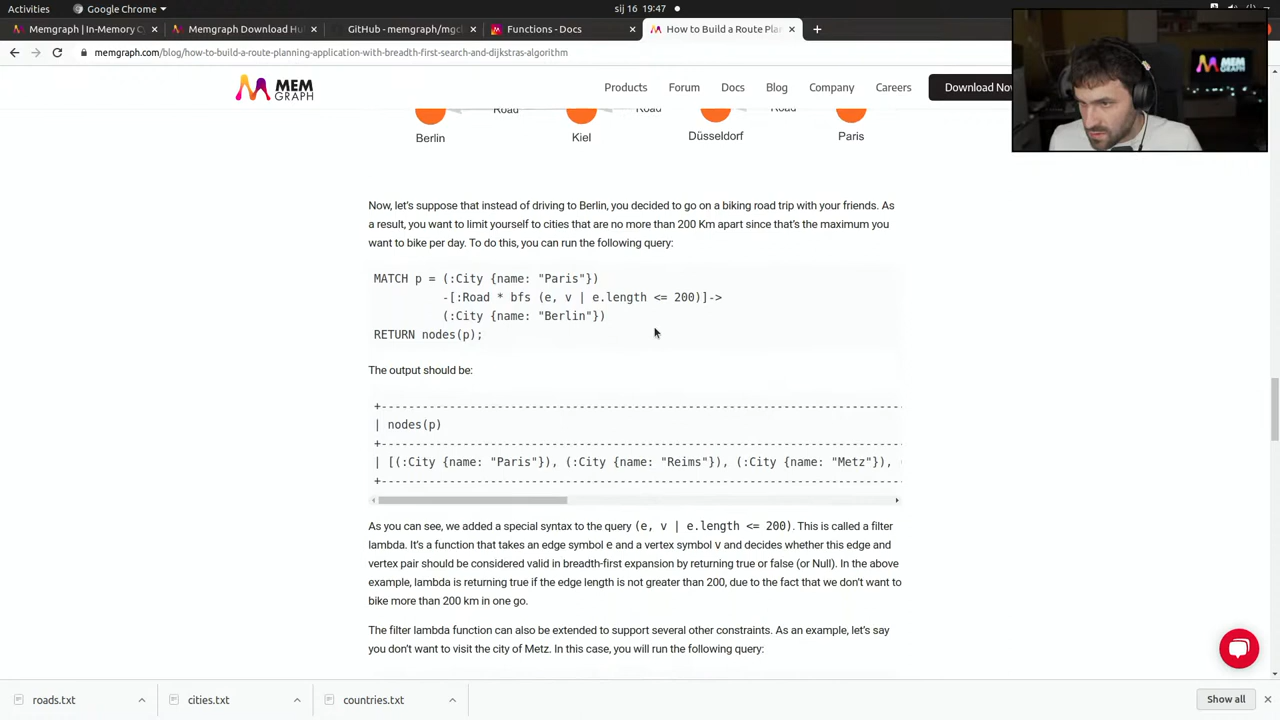 Activities
Google Chrome
sij 16 19:47
Memgraph | In-Memory Cy
Memgraph Download Hu
GitHub - memgraph/mgcl
Functions - Docs
How to Build a Route Plan
memgraph.com/blog/how-to-build-a-route-planning-application-with-breadth-first-search-and-dijkstras-algorithm
MEM
GRAPH
Products
Forum
Docs
Blog
Company
Careers
Download Now
Road
Road
Road
Berlin
Kiel
Düsseldorf
Paris
Now, let's suppose that instead of driving to Berlin, you decided to go on a biking road trip with your friends. As
a result, you want to limit yourself to cities that are no more than 200 Km apart since that's the maximum you
want to bike per day. To do this, you can run the following query:
MATCH p = (:City {name: "Paris"})
-[:Road * bfs (e, v | e.length <= 200)]->
(:City {name: "Berlin"})
RETURN nodes(p);
The output should be:
+-----------------------------------------------------------------------------
| nodes(p)
+-----------------------------------------------------------------------------
| [(:City {name: "Paris"}), (:City {name: "Reims"}), (:City {name: "Metz"}), (
+-----------------------------------------------------------------------------
As you can see, we added a special syntax to the query (e, v | e.length <= 200). This is called a filter
lambda. It's a function that takes an edge symbol e and a vertex symbol v and decides whether this edge and
vertex pair should be considered valid in breadth-first expansion by returning true or false (or Null). In the above
example, lambda is returning true if the edge length is not greater than 200, due to the fact that we don't want to
bike more than 200 km in one go.
The filter lambda function can also be extended to support several other constraints. As an example, let's say
you don't want to visit the city of Metz. In this case, you will run the following query:
roads.txt
cities.txt
countries.txt
Show all